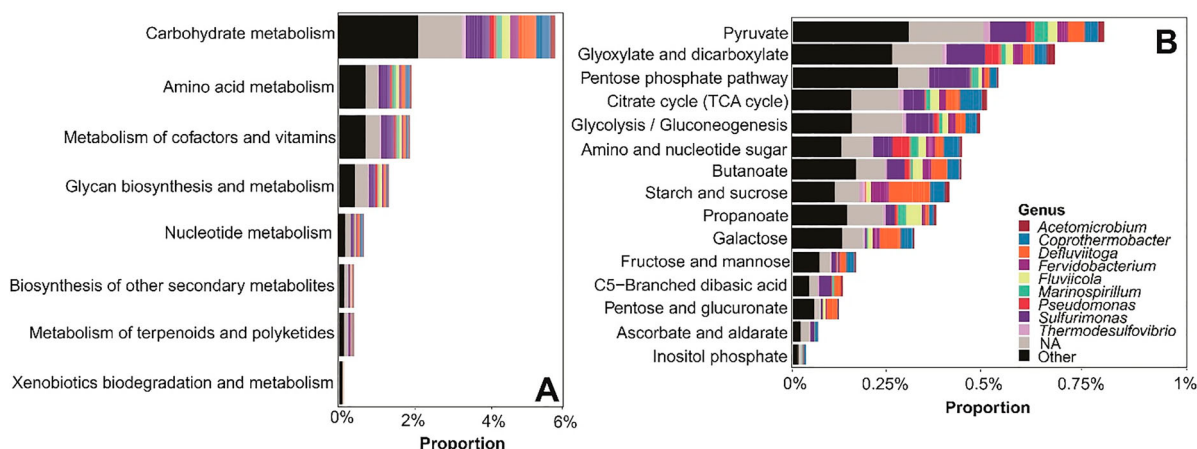 Carbohydrate metabolism
Amino acid metabolism
Metabolism of cofactors and vitamins
Glycan biosynthesis and metabolism
Nucleotide metabolism
Biosynthesis of other secondary metabolites
Metabolism of terpenoids and polyketides
Xenobiotics biodegradation and metabolism
A
0% 2% 4% 6%
Proportion
B
Pyruvate
Glyoxylate and dicarboxylate
Pentose phosphate pathway
Citrate cycle (TCA cycle)
Glycolysis / Gluconeogenesis
Amino and nucleotide sugar
Butanoate
Starch and sucrose
Propanoate
Galactose
Fructose and mannose
C5−Branched dibasic acid
Pentose and glucuronate
Ascorbate and aldarate
Inositol phosphate
Genus
Acetomicrobium
Coprothermobacter
Defluviitoga
Fervidobacterium
Fluviicola
Marinospirillum
Pseudomonas
Sulfurimonas
Thermodesulfovibrio
NA
Other
0% 0.25% 0.5% 0.75% 1%
Proportion